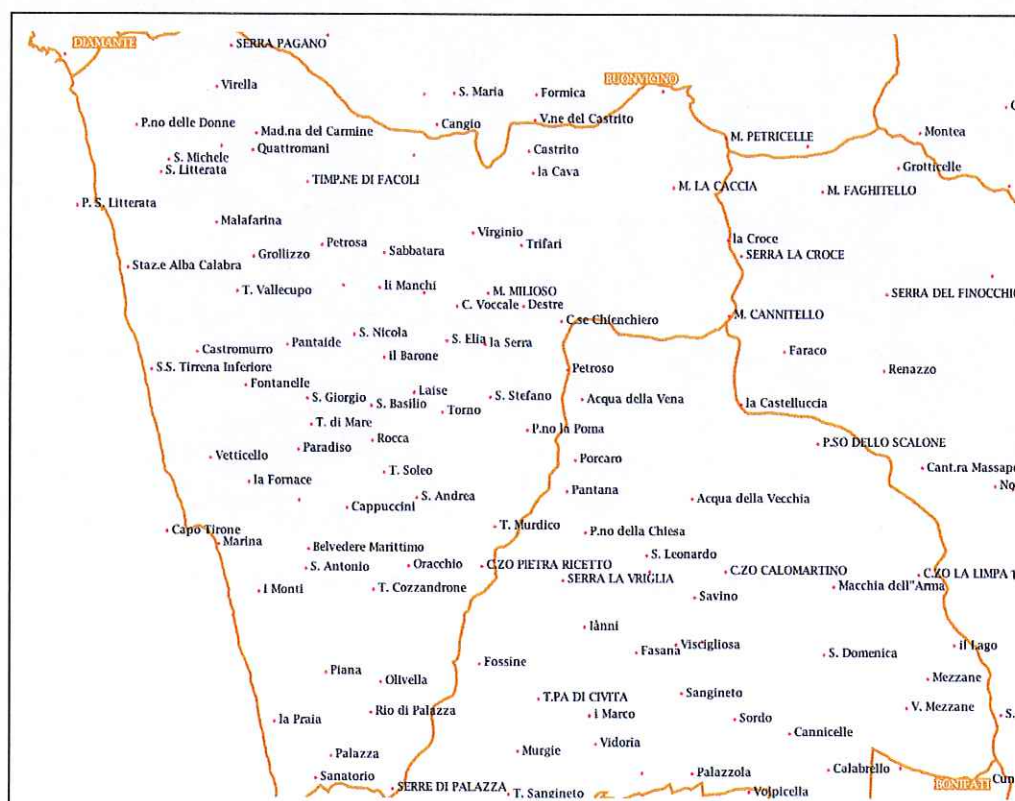 DIAMANTE
SERRA PAGANO
BUONVICINO
Virella
S. Maria
Formica
P.no delle Donne
Mad.na del Carmine
Cangio
V.ne del Castrito
M. PETRICELLE
Montea
Quattromani
Castrito
S. Michele
S. Litterata
la Cava
Grotticelle
TIMP.NE DI FACOLI
M. LA CACCIA
M. FAGHITELLO
P. S. Litterata
Malafarina
Virginio
Petrosa
Sabbatara
Trifari
la Croce
Grollizzo
SERRA LA CROCE
Staz.e Alba Calabra
T. Vallecupo
li Manchi
M. MILIOSO
SERRA DEL FINOCCHIO
C. Voccale
Destre
C.se Chienchiero
M. CANNITELLO
S. Nicola
Pantaide
S. Elia
la Serra
Castromurro
il Barone
Faraco
S.S. Tirrena Inferiore
Petroso
Renazzo
Fontanelle
Laise
S. Giorgio
S. Basilio
S. Stefano
Acqua della Vena
la Castelluccia
Torno
T. di Mare
P.no la Poma
Rocca
P.SO DELLO SCALONE
Paradiso
Vetticello
Porcaro
T. Soleo
Cant.ra Massape
la Fornace
No
Pantana
S. Andrea
Acqua della Vecchia
Cappuccini
Capo Tirone
T. Murdico
P.no della Chiesa
Marina
Belvedere Marittimo
S. Leonardo
S. Antonio
Oracchio
C.ZO PIETRA RICETTO
C.ZO CALOMARTINO
C.ZO LA LIMPA T
SERRA LA VRIGLIA
I Monti
T. Cozzandrone
Macchia dell"Arma
Savino
Iànni
Viscigliosa
il Lago
Fasana
S. Domenica
Fossine
Piana
Olivella
Mezzane
T.PA DI CIVITA
Sangineto
Rio di Palazza
V. Mezzane
la Praia
i Marco
Sordo
S.
Cannicelle
Vidoria
Palazza
Murgie
Sanatorio
Palazzola
Calabrello
BONIFATI
Cun
SERRE DI PALAZZA
T. Sangineto
Volpicella